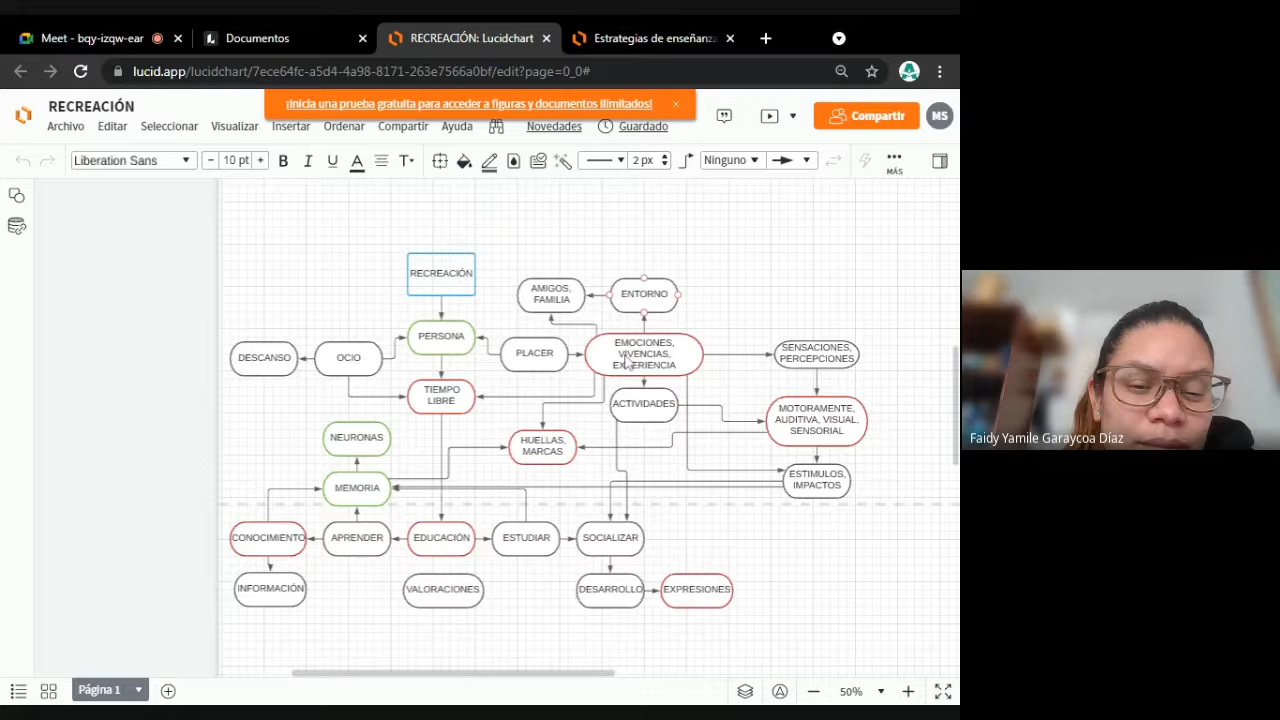 Meet - bqy-izqw-ear
Documentos
RECREACIÓN: Lucidchart
Estrategias de enseñanza
lucid.app/lucidchart/7ece64fc-a5d4-4a98-8171-263e7566a0bf/edit?page=0_0#
RECREACIÓN
¡Inicia una prueba gratuita para acceder a figuras y documentos ilimitados!
Archivo Editar Seleccionar Visualizar Insertar Ordenar Compartir Ayuda Novedades Guardado
Compartir
MS
Liberation Sans
10 pt
B I U A T
2 px
Ninguno
MÁS
RECREACIÓN
AMIGOS,
FAMILIA
ENTORNO
PERSONA
DESCANSO
OCIO
PLACER
EMOCIONES,
VIVENCIAS,
EXPERIENCIA
SENSACIONES,
PERCEPCIONES
TIEMPO
LIBRE
ACTIVIDADES
MOTORAMENTE,
AUDITIVA, VISUAL,
SENSORIAL
NEURONAS
HUELLAS,
MARCAS
ESTIMULOS,
IMPACTOS
MEMORIA
CONOCIMIENTO
APRENDER
EDUCACIÓN
ESTUDIAR
SOCIALIZAR
INFORMACIÓN
VALORACIONES
DESARROLLO
EXPRESIONES
Faidy Yamile Garaycoa Díaz
Página 1
50%